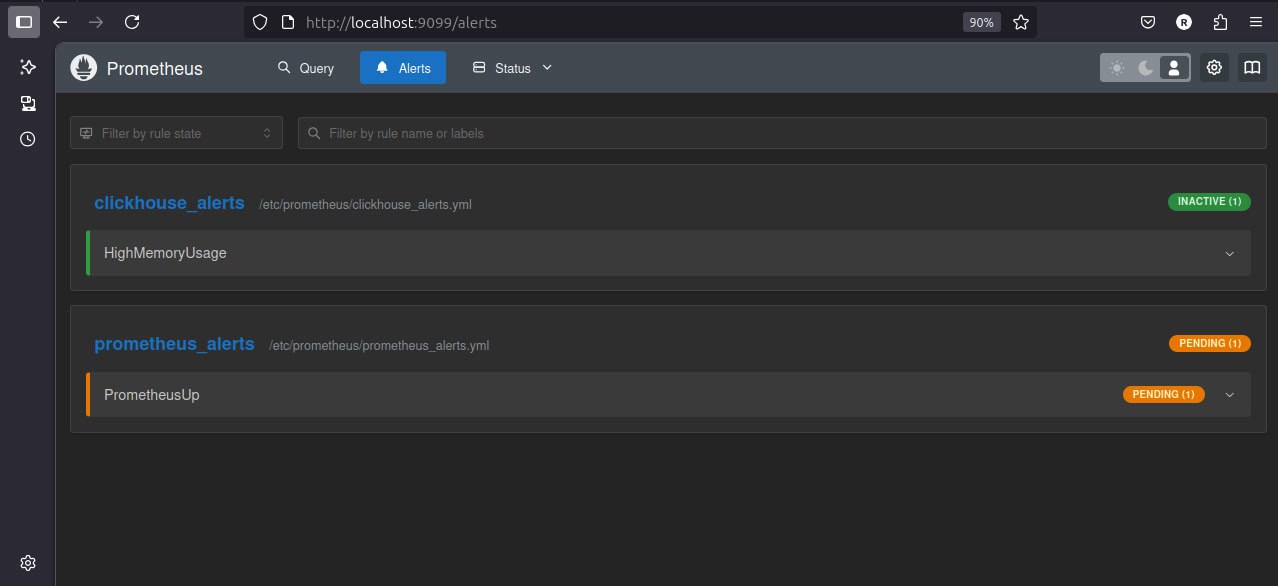 http://localhost:9099/alerts 90%
Prometheus Query Alerts Status
Filter by rule state Filter by rule name or labels
clickhouse_alerts /etc/prometheus/clickhouse_alerts.yml INACTIVE (1)
HighMemoryUsage
prometheus_alerts /etc/prometheus/prometheus_alerts.yml PENDING (1)
PrometheusUp PENDING (1)